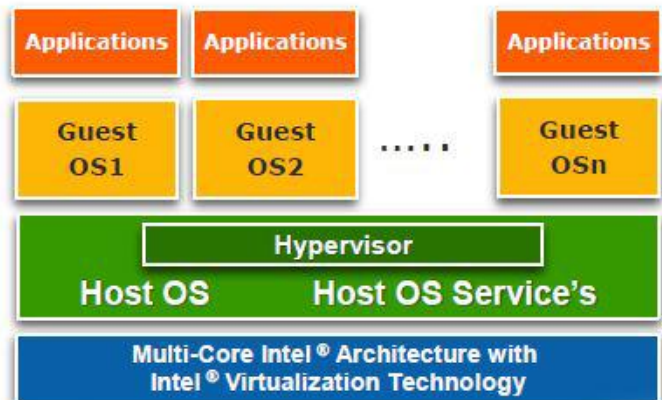 Applications Applications Applications
Guest OS1 Guest OS2 ..... Guest OSn
Hypervisor
Host OS Host OS Service's
Multi-Core Intel ® Architecture with
Intel ® Virtualization Technology